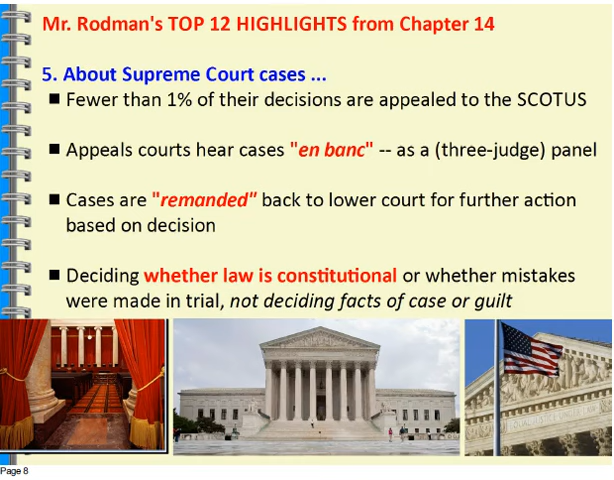 Mr. Rodman's TOP 12 HIGHLIGHTS from Chapter 14
5. About Supreme Court cases ...
■ Fewer than 1% of their decisions are appealed to the SCOTUS
■ Appeals courts hear cases "en banc" -- as a (three-judge) panel
■ Cases are "remanded" back to lower court for further action
based on decision
■ Deciding whether law is constitutional or whether mistakes
were made in trial, not deciding facts of case or guilt
Page 8